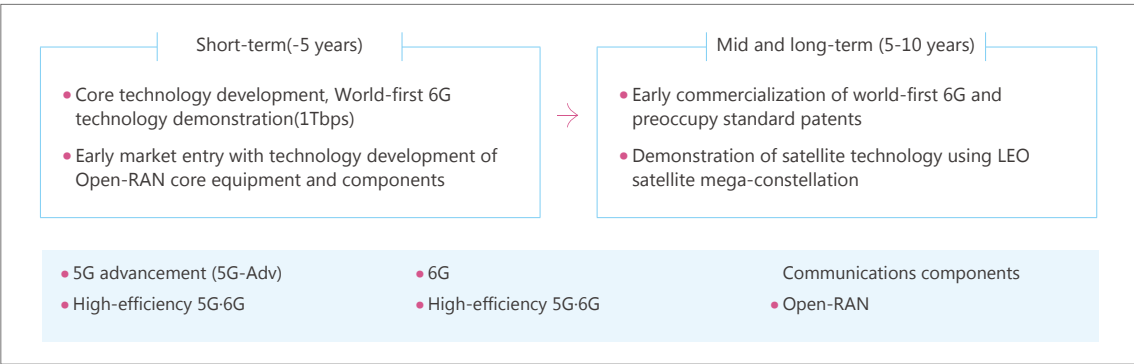 Short-term(-5 years)
• Core technology development, World-first 6G
technology demonstration(1Tbps)
• Early market entry with technology development of
Open-RAN core equipment and components
Mid and long-term (5-10 years)
• Early commercialization of world-first 6G and
preoccupy standard patents
• Demonstration of satellite technology using LEO
satellite mega-constellation
• 5G advancement (5G-Adv)
• High-efficiency 5G·6G
• 6G
• High-efficiency 5G·6G
Communications components
• Open-RAN